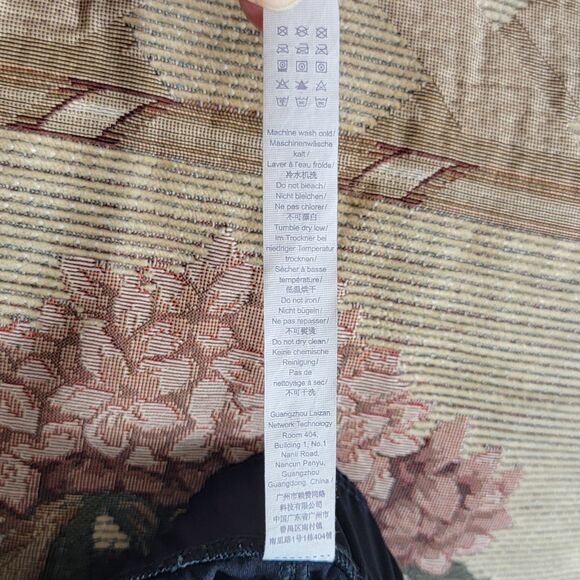 Machine wash cold/
Maschinenwäsche
kalt/
Laver à l'eau froide/
冷水机洗
Do not bleach/
Nicht bleichen/
Ne pas chlorer/
不可漂白
Tumble dry low/
Im Trockner bei
niedriger Temperatur
trocknen/
Sécher à basse
température/
低温烘干
Do not iron/
Nicht bügeln/
Ne pas repasser/
不可熨烫
Do not dry clean/
Keine chemische
Reinigung/
Pas de
nettoyage à sec/
不可干洗
Guangzhou Laizan
Network Technology
Room 404,
Building 1, No.1
Nanli Road,
Nancun Panyu,
Guangzhou
Guangdong, China /
广州市赖赞网络
科技有限公司
中国广东省广州市
番禺区南村镇
南里路1号1栋404房